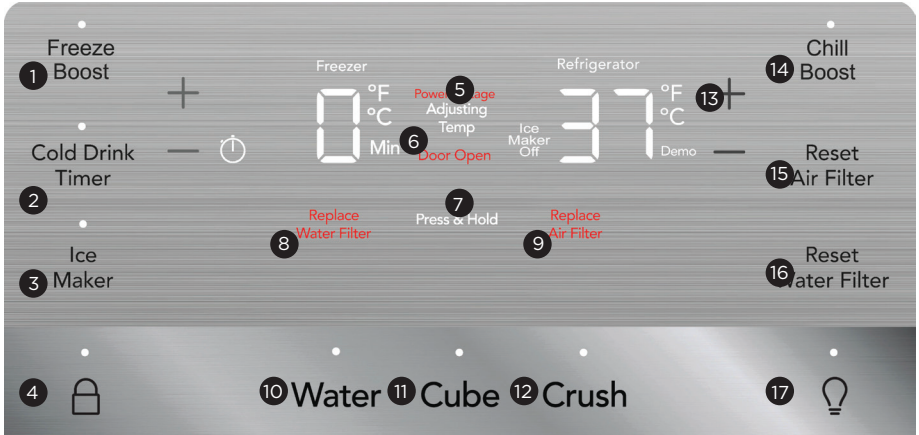 Freeze
1 Boost
Cold Drink
Timer
2
Ice
3 Maker
Freezer
0 °F
°C
Min
5
Adjusting
Temp
6
Door Open
Refrigerator
Ice
Maker
Off
37 °F
°C
Demo
13
7
Press & Hold
Replace
Water Filter
8
Replace
Air Filter
9
Chill
14 Boost
Reset
15 Air Filter
Reset
16 Water Filter
4
10 Water 11 Cube 12 Crush
17